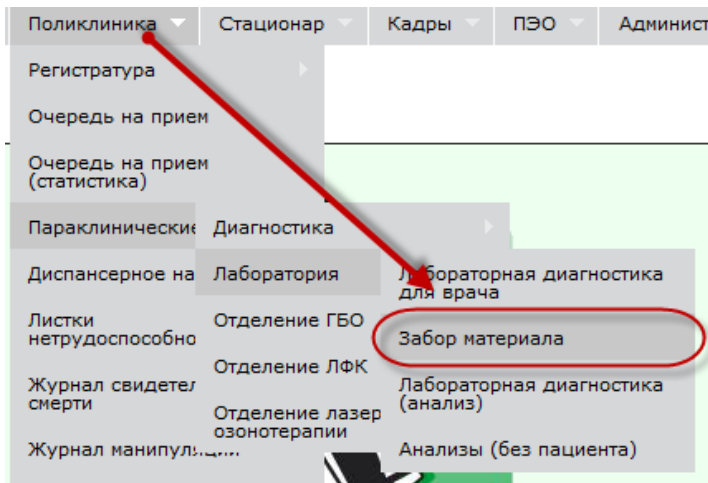 Поликлиника
Стационар
Кадры
ПЭО
Админист
Регистратура
Очередь на прием
Очередь на прием
(статистика)
Параклинические
Диспансерное на
Листки
нетрудоспособно
Журнал свидетел
смерти
Журнал манипуляции
Диагностика
Лаборатория
Отделение ГБО
Отделение ЛФК
Отделение лазер
озонотерапии
Лабораторная диагностика
для врача
Забор материала
Лабораторная диагностика
(анализ)
Анализы (без пациента)